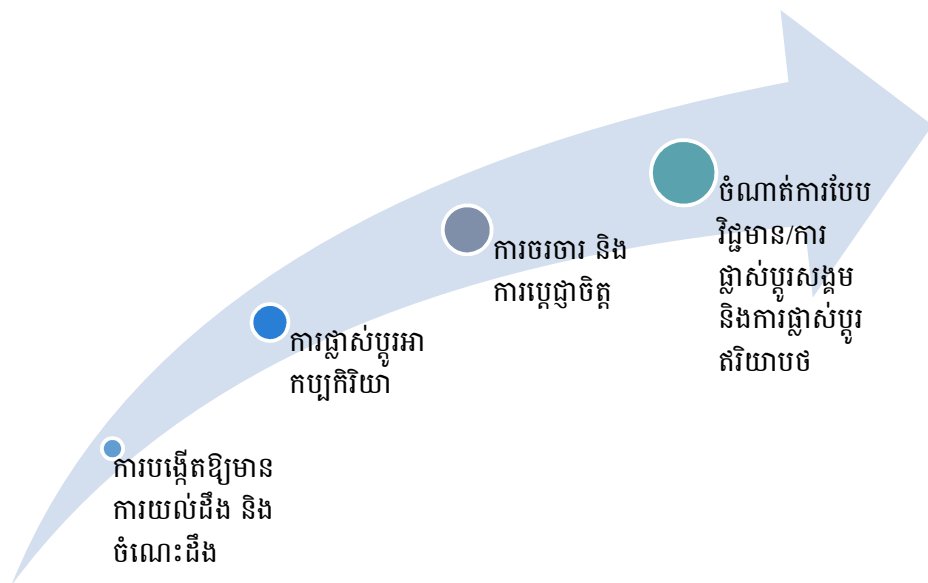 ការបង្កើតឱ្យមាន
ការយល់ដឹង និង
ចំណេះដឹង
ការផ្លាស់ប្តូរអា
កប្បកិរិយា
ការចរចារ និង
ការប្តេជ្ញាចិត្ត
ចំណាត់ការបែប
វិជ្ជមាន/ការ
ផ្លាស់ប្តូរសង្គម
និងការផ្លាស់ប្តូរ
ឥរិយាបថ